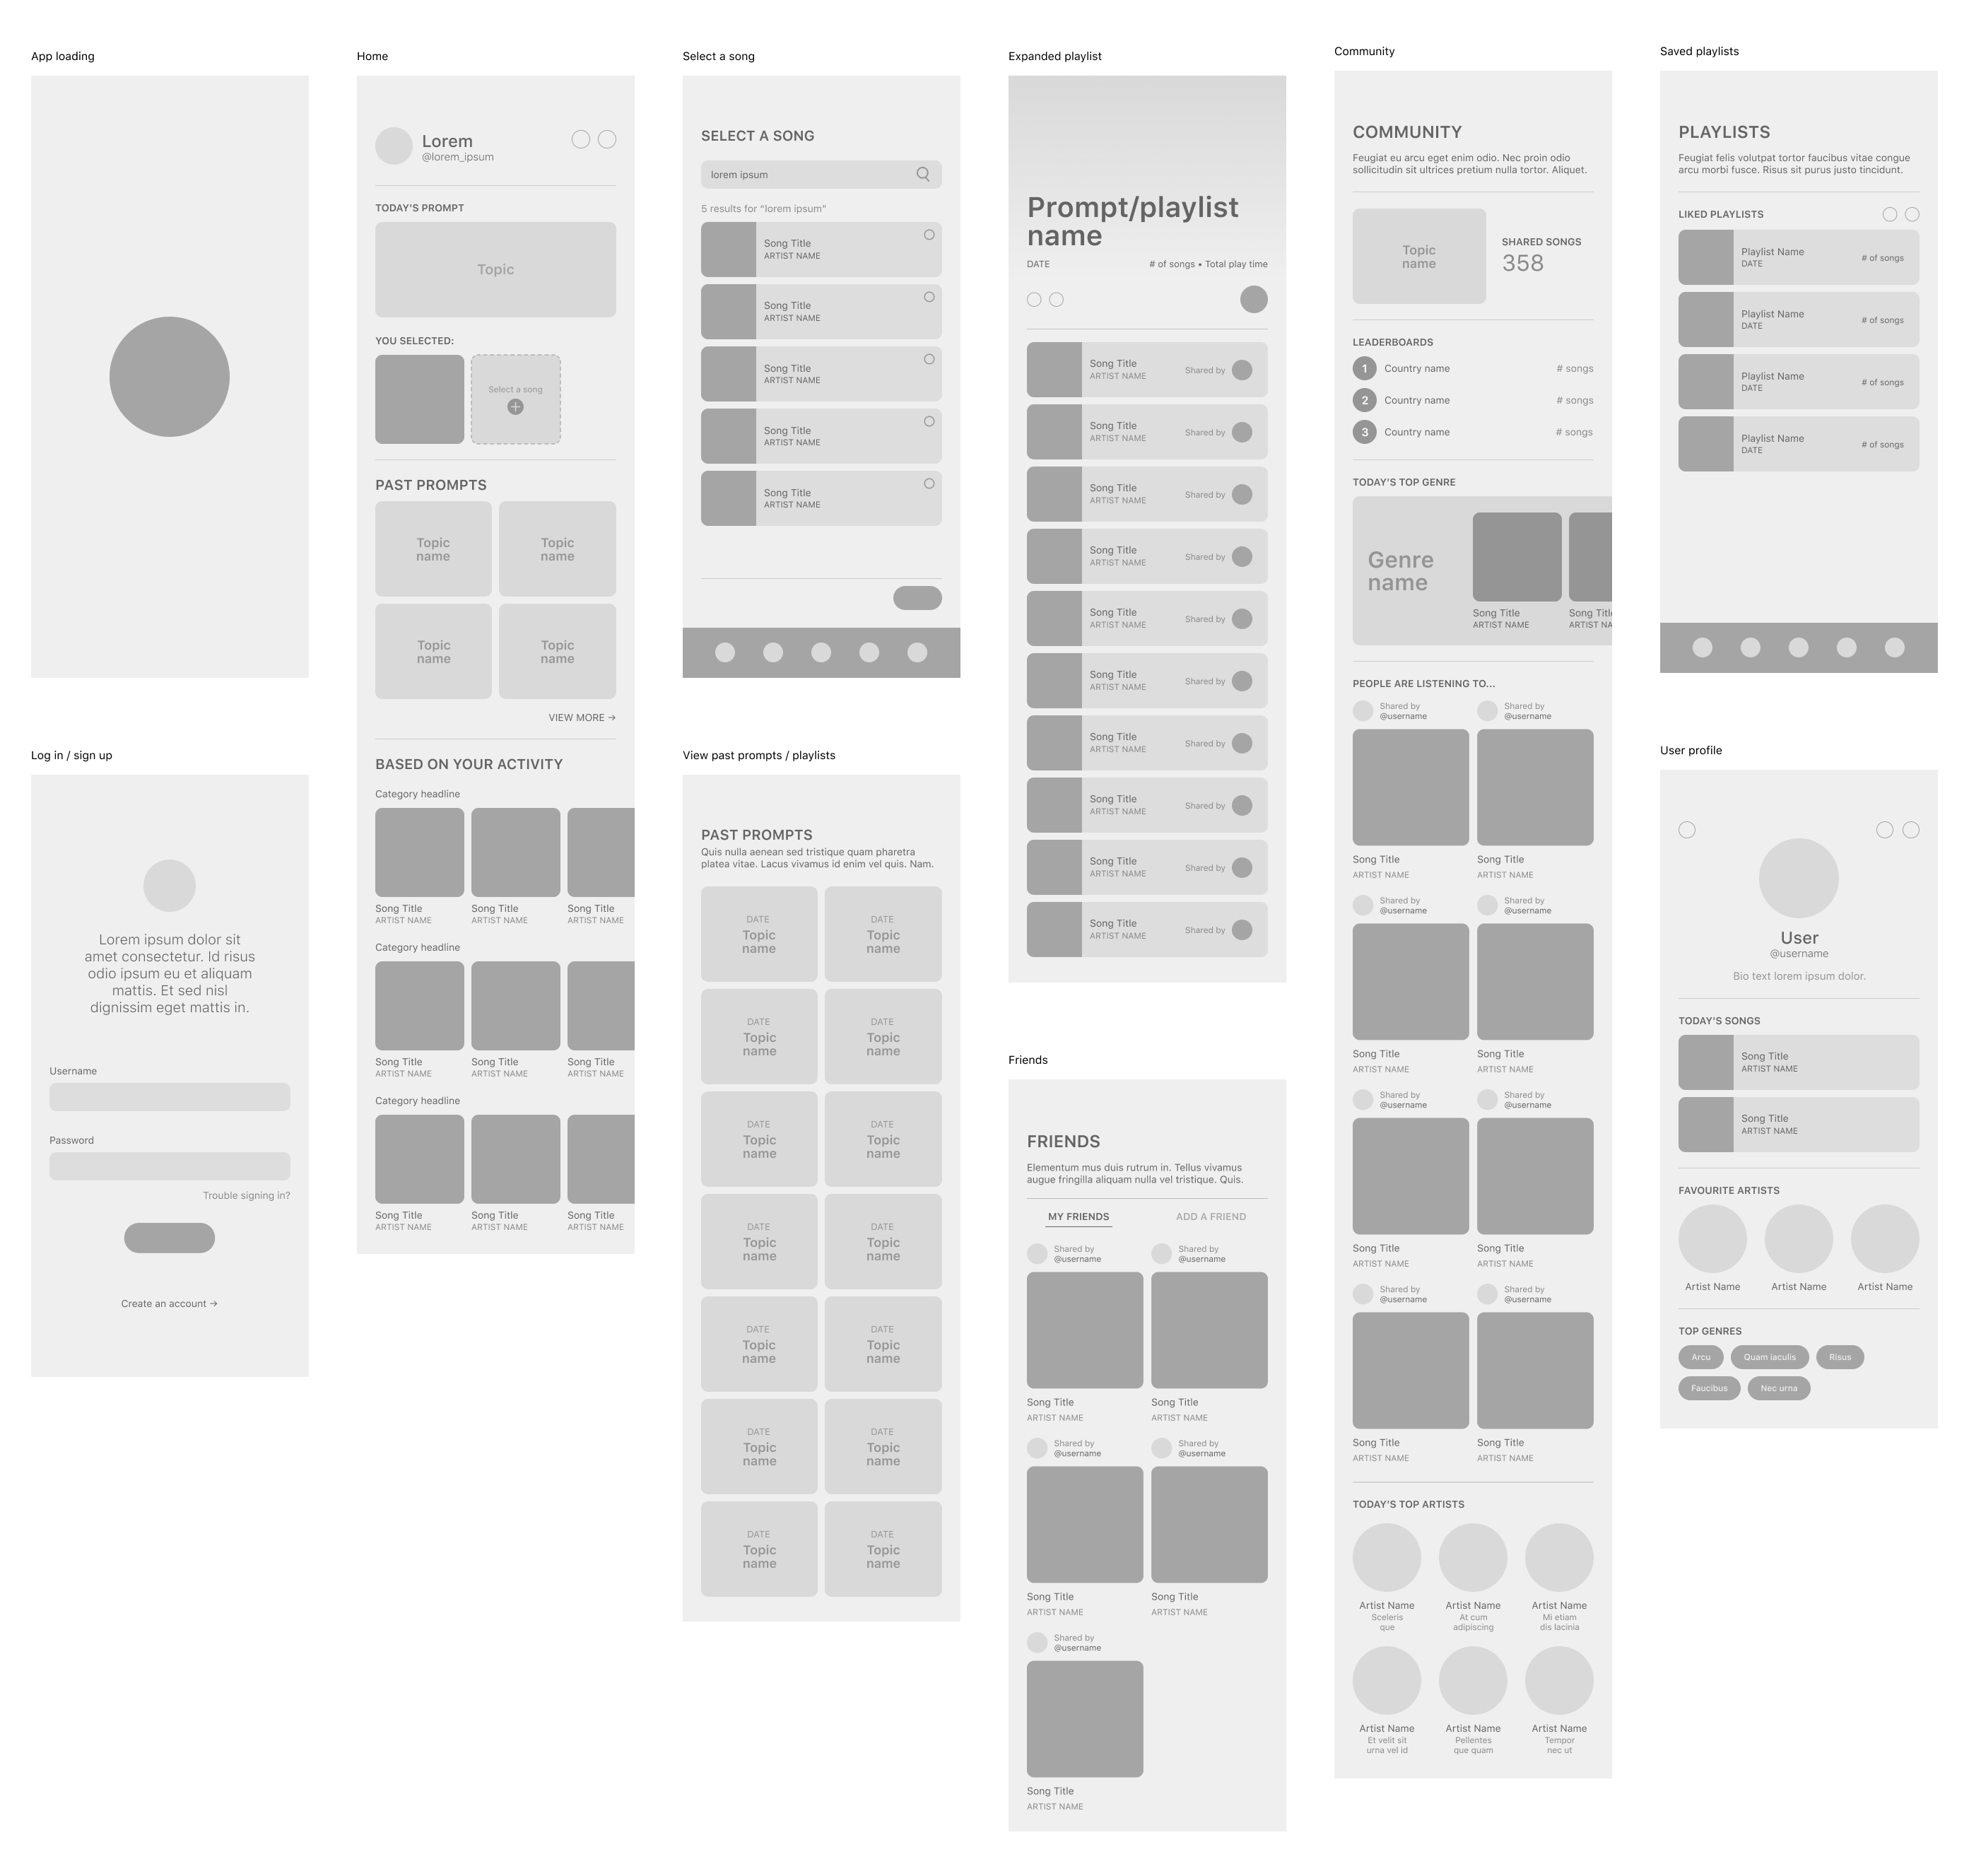 App loading
Log in / sign up
Lorem ipsum dolor sit
amet consectetur. Id risus
odio ipsum eu et aliquam
mattis. Et sed nisl
dignissim eget mattis in.
Username
Password
Trouble signing in?
Create an account →
Home
Lorem
@lorem_ipsum
TODAY'S PROMPT
Topic
YOU SELECTED:
Select a song
PAST PROMPTS
Topic name
Topic name
Topic name
Topic name
VIEW MORE →
BASED ON YOUR ACTIVITY
Category headline
Song Title Song Title Song Title
ARTIST NAME ARTIST NAME ARTIST NAME
Category headline
Song Title Song Title Song Title
ARTIST NAME ARTIST NAME ARTIST NAME
Category headline
Song Title Song Title Song Title
ARTIST NAME ARTIST NAME ARTIST NAME
Select a song
SELECT A SONG
lorem ipsum
5 results for “lorem ipsum”
Song Title
ARTIST NAME
Song Title
ARTIST NAME
Song Title
ARTIST NAME
Song Title
ARTIST NAME
Song Title
ARTIST NAME
View past prompts / playlists
PAST PROMPTS
Quis nulla aenean sed tristique quam pharetra
platea vitae. Lacus vivamus id enim vel quis. Nam.
DATE DATE
Topic Topic
name name
DATE DATE
Topic Topic
name name
DATE DATE
Topic Topic
name name
DATE DATE
Topic Topic
name name
DATE DATE
Topic Topic
name name
DATE DATE
Topic Topic
name name
DATE DATE
Topic Topic
name name
Expanded playlist
Prompt/playlist
name
DATE # of songs • Total play time
Song Title
ARTIST NAME
Shared by
Song Title
ARTIST NAME
Shared by
Song Title
ARTIST NAME
Shared by
Song Title
ARTIST NAME
Shared by
Song Title
ARTIST NAME
Shared by
Song Title
ARTIST NAME
Shared by
Song Title
ARTIST NAME
Shared by
Song Title
ARTIST NAME
Shared by
Song Title
ARTIST NAME
Shared by
Song Title
ARTIST NAME
Shared by
Friends
FRIENDS
Elementum mus duis rutrum in. Tellus vivamus
augue fringilla aliquam nulla vel tristique. Quis.
MY FRIENDS ADD A FRIEND
Shared by Shared by
@username @username
Song Title Song Title
ARTIST NAME ARTIST NAME
Shared by Shared by
@username @username
Song Title Song Title
ARTIST NAME ARTIST NAME
Shared by
@username
Song Title
ARTIST NAME
Community
COMMUNITY
Feugiat eu arcu eget enim odio. Nec proin odio
sollicitudin sit ultrices pretium nulla tortor. Aliquet.
Topic
name
SHARED SONGS
358
LEADERBOARDS
1 Country name # songs
2 Country name # songs
3 Country name # songs
TODAY'S TOP GENRE
Genre
name
Song Title Song Title
ARTIST NAME ARTIST NA
PEOPLE ARE LISTENING TO...
Shared by Shared by
@username @username
Song Title Song Title
ARTIST NAME ARTIST NAME
Shared by Shared by
@username @username
Song Title Song Title
ARTIST NAME ARTIST NAME
Shared by Shared by
@username @username
Song Title Song Title
ARTIST NAME ARTIST NAME
Shared by Shared by
@username @username
Song Title Song Title
ARTIST NAME ARTIST NAME
TODAY'S TOP ARTISTS
Artist Name Artist Name Artist Name
Sceleris At cum Mi etiam
que adipiscing dis lacinia
Artist Name Artist Name Artist Name
Et velit sit Pellentes Tempor
urna vel id que quam nec ut
Saved playlists
PLAYLISTS
Feugiat felis volutpat tortor faucibus vitae congue
arcu morbi fusce. Risus sit purus justo tincidunt.
LIKED PLAYLISTS
Playlist Name
DATE
# of songs
Playlist Name
DATE
# of songs
Playlist Name
DATE
# of songs
Playlist Name
DATE
# of songs
User profile
User
@username
Bio text lorem ipsum dolor.
TODAY'S SONGS
Song Title
ARTIST NAME
Song Title
ARTIST NAME
FAVOURITE ARTISTS
Artist Name Artist Name Artist Name
TOP GENRES
Arcu Quam iaculis Risus
Faucibus Nec urna